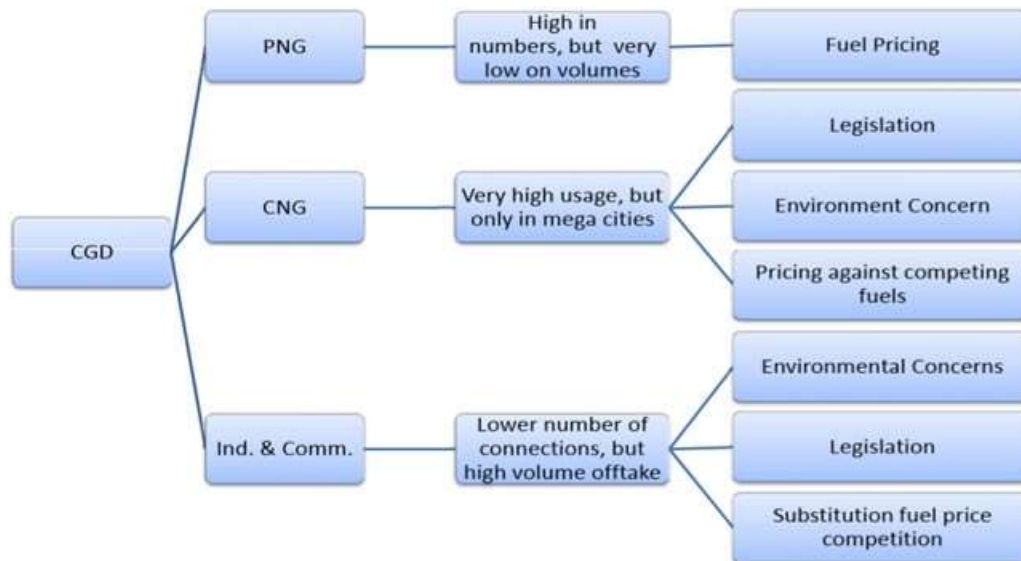 CGD
PNG
High in
numbers, but very
low on volumes
Fuel Pricing
CNG
Very high usage, but
only in mega cities
Legislation
Environment Concern
Pricing against competing
fuels
Ind. & Comm.
Lower number of
connections, but
high volume offtake
Environmental Concerns
Legislation
Substitution fuel price
competition